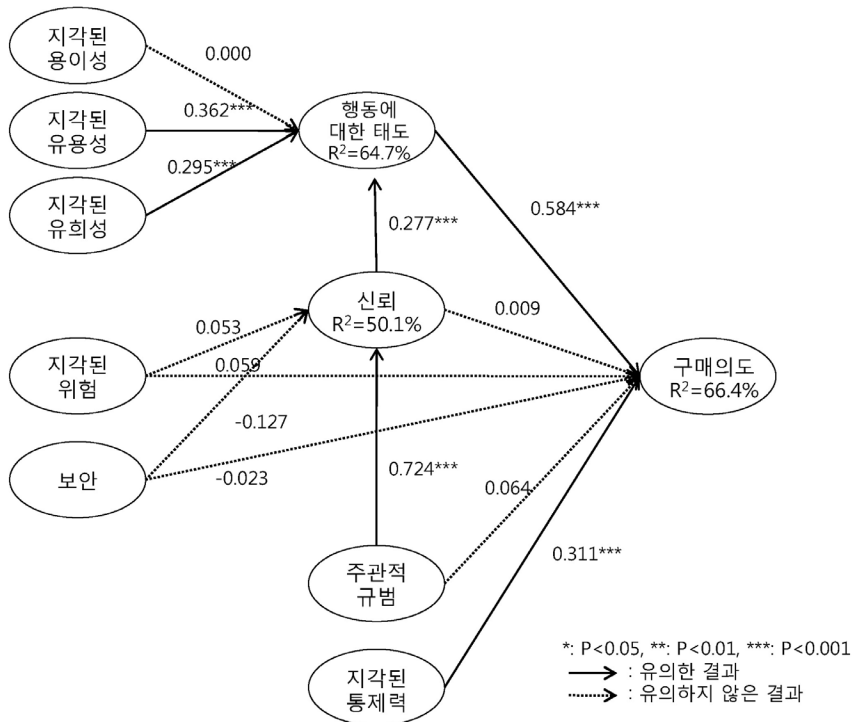 지각된
용이성
0.000
지각된
유용성
0.362***
행동에
대한 태도
R²=64.7%
지각된
유희성
0.295***
0.277***
0.584***
신뢰
R²=50.1%
0.053
0.009
지각된
위험
0.059
구매의도
R²=66.4%
-0.127
보안
-0.023
0.724***
0.064
0.311***
주관적
규범
지각된
통제력
*: P<0.05, **: P<0.01, ***: P<0.001
: 유의한 결과
: 유의하지 않은 결과